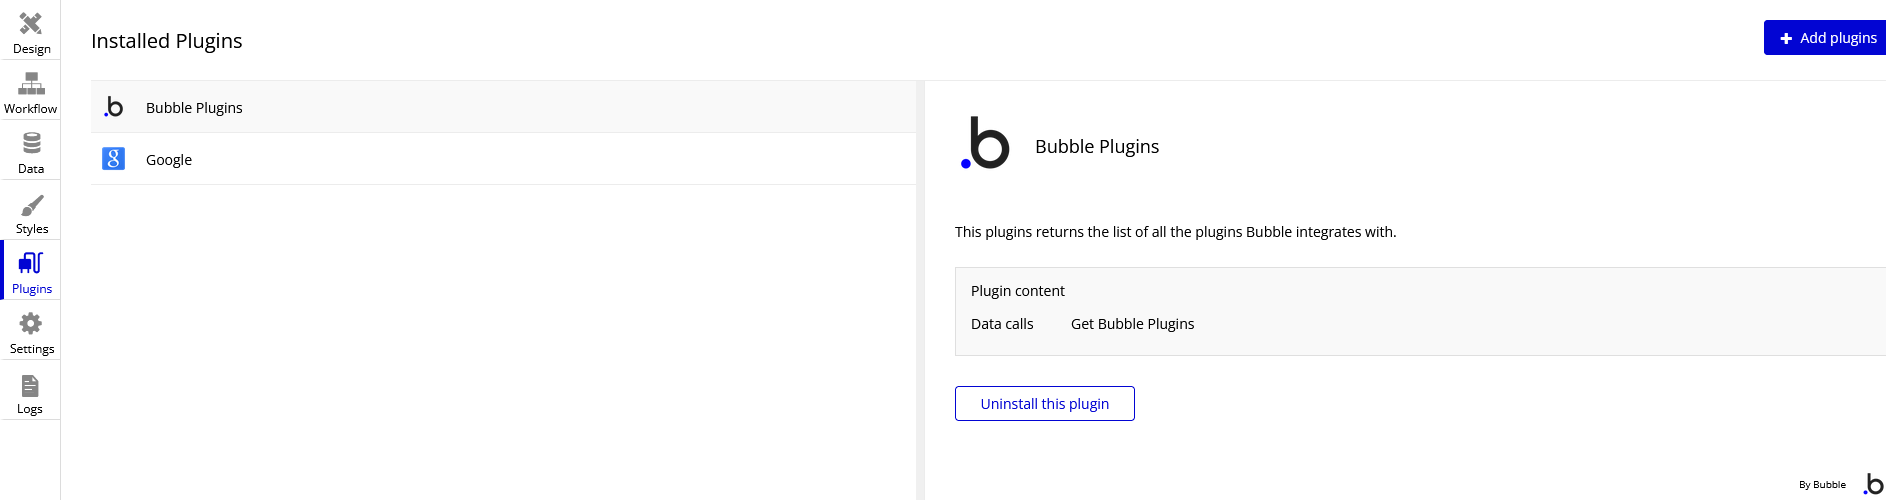 Design
Workflow
Data
Styles
Plugins
Settings
Logs
Installed Plugins
Add plugins
Bubble Plugins
Google
Bubble Plugins
This plugins returns the list of all the plugins Bubble integrates with.
Plugin content
Data calls Get Bubble Plugins
Uninstall this plugin
By Bubble